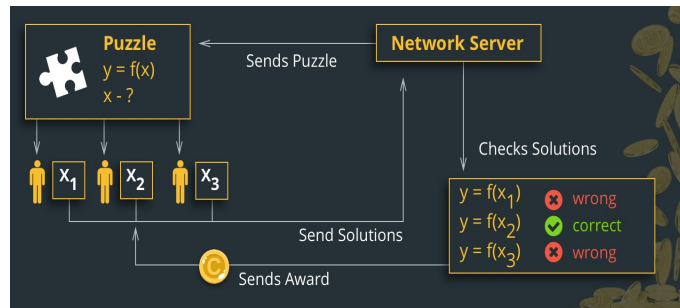 Puzzle
y = f(x)
x - ?
Sends Puzzle
Network Server
Checks Solutions
X1
X2
X3
Send Solutions
y = f(x1) wrong
y = f(x2) correct
y = f(x3) wrong
C
Sends Award